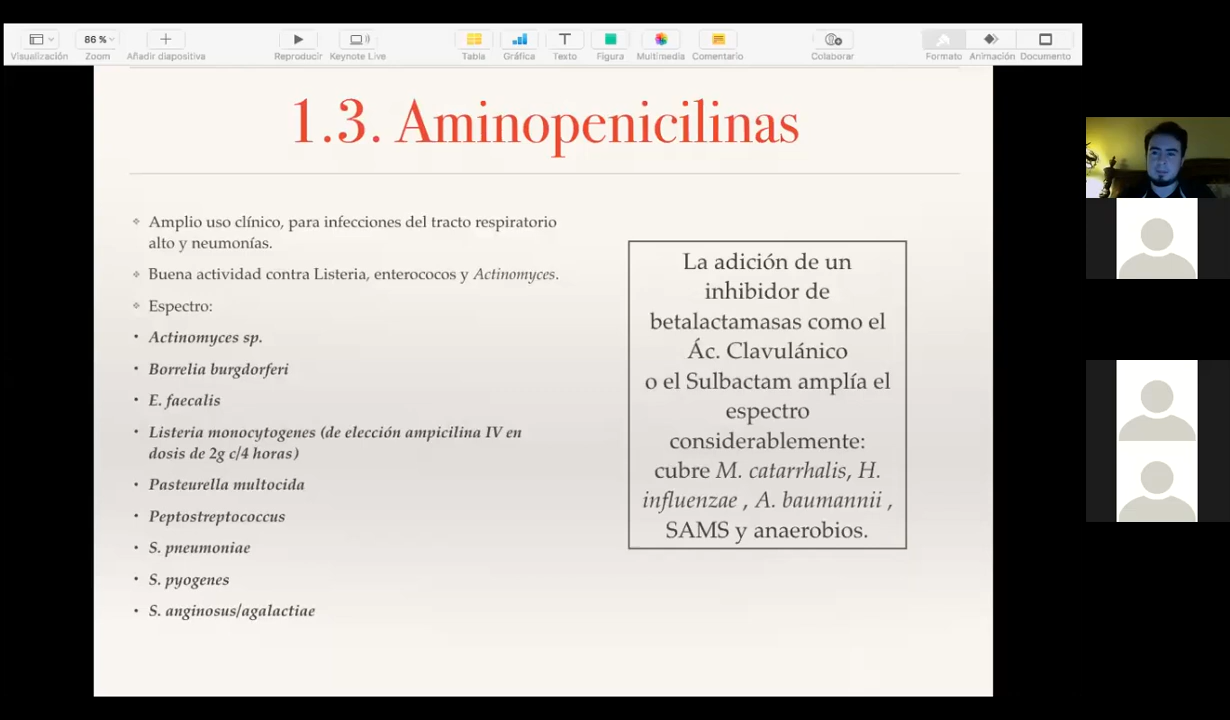 86 %
Visualización
Zoom
Añadir diapositiva
Reproducir
Keynote Live
Tabla
Gráfica
Texto
Figura
Multimedia
Comentario
Colaborar
Formato
Animación
Documento
1.3. Aminopenicilinas
Amplio uso clínico, para infecciones del tracto respiratorio
alto y neumonías.
Buena actividad contra Listeria, enterococos y Actinomyces.
Espectro:
Actinomyces sp.
Borrelia burgdorferi
E. faecalis
Listeria monocytogenes (de elección ampicilina IV en
dosis de 2g c/4 horas)
Pasteurella multocida
Peptostreptococcus
S. pneumoniae
S. pyogenes
S. anginosus/agalactiae
La adición de un
inhibidor de
betalactamasas como el
Ác. Clavulánico
o el Sulbactam amplía el
espectro
considerablemente:
cubre M. catarrhalis, H.
influenzae , A. baumannii ,
SAMS y anaerobios.